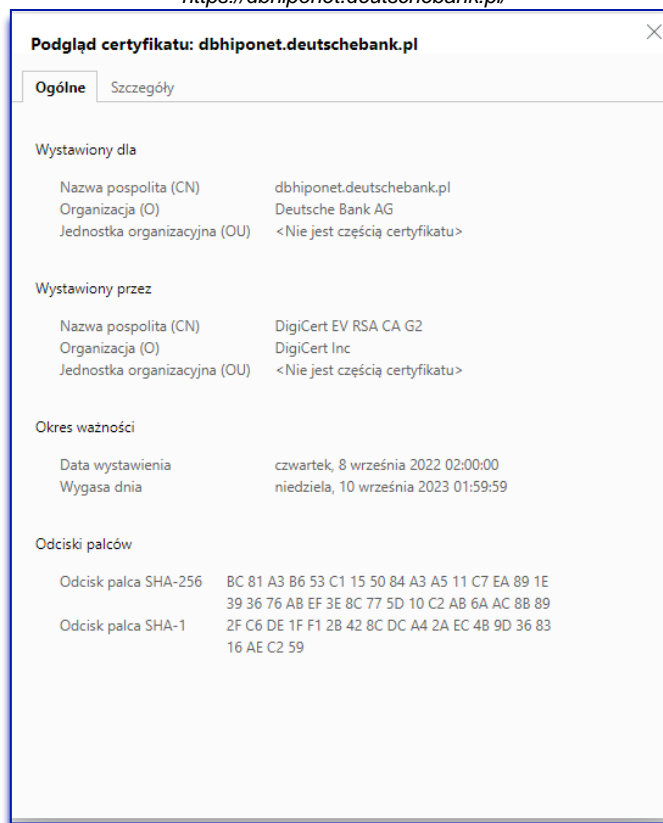 https://dbhiponet.deutschebank.pl/
Podgląd certyfikatu: dbhiponet.deutschebank.pl
Ogólne Szczegóły
Wystawiony dla
Nazwa pospolita (CN) dbhiponet.deutschebank.pl
Organizacja (O) Deutsche Bank AG
Jednostka organizacyjna (OU) <Nie jest częścią certyfikatu>
Wystawiony przez
Nazwa pospolita (CN) DigiCert EV RSA CA G2
Organizacja (O) DigiCert Inc
Jednostka organizacyjna (OU) <Nie jest częścią certyfikatu>
Okres ważności
Data wystawienia czwartek, 8 września 2022 02:00:00
Wygasa dnia niedziela, 10 września 2023 01:59:59
Odciski palców
Odcisk palca SHA-256 BC 81 A3 B6 53 C1 15 50 84 A3 A5 11 C7 EA 89 1E
39 36 76 AB EF 3E 8C 77 5D 10 C2 AB 6A AC 8B 89
Odcisk palca SHA-1 2F C6 DE 1F F1 2B 42 8C DC A4 2A EC 4B 9D 36 83
16 AE C2 59